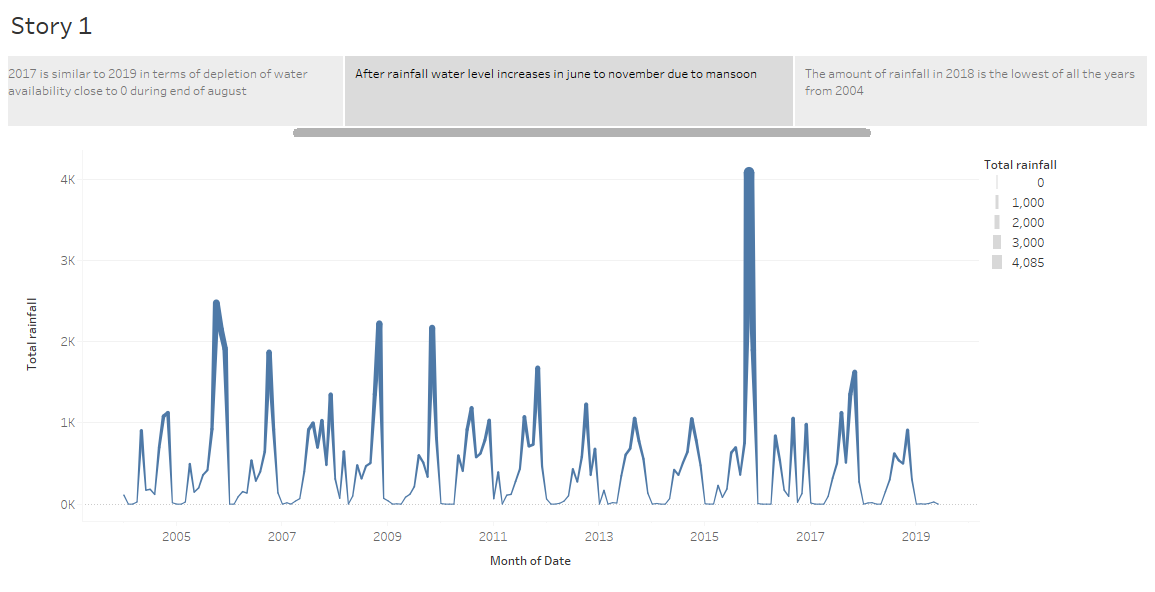 Story 1
2017 is similar to 2019 in terms of depletion of water
availability close to 0 during end of august
After rainfall water level increases in june to november due to mansoon
The amount of rainfall in 2018 is the lowest of all the years
from 2004
Total rainfall
0
1,000
2,000
3,000
4,085
4K
3K
2K
1K
0K
Total rainfall
2005 2007 2009 2011 2013 2015 2017 2019
Month of Date